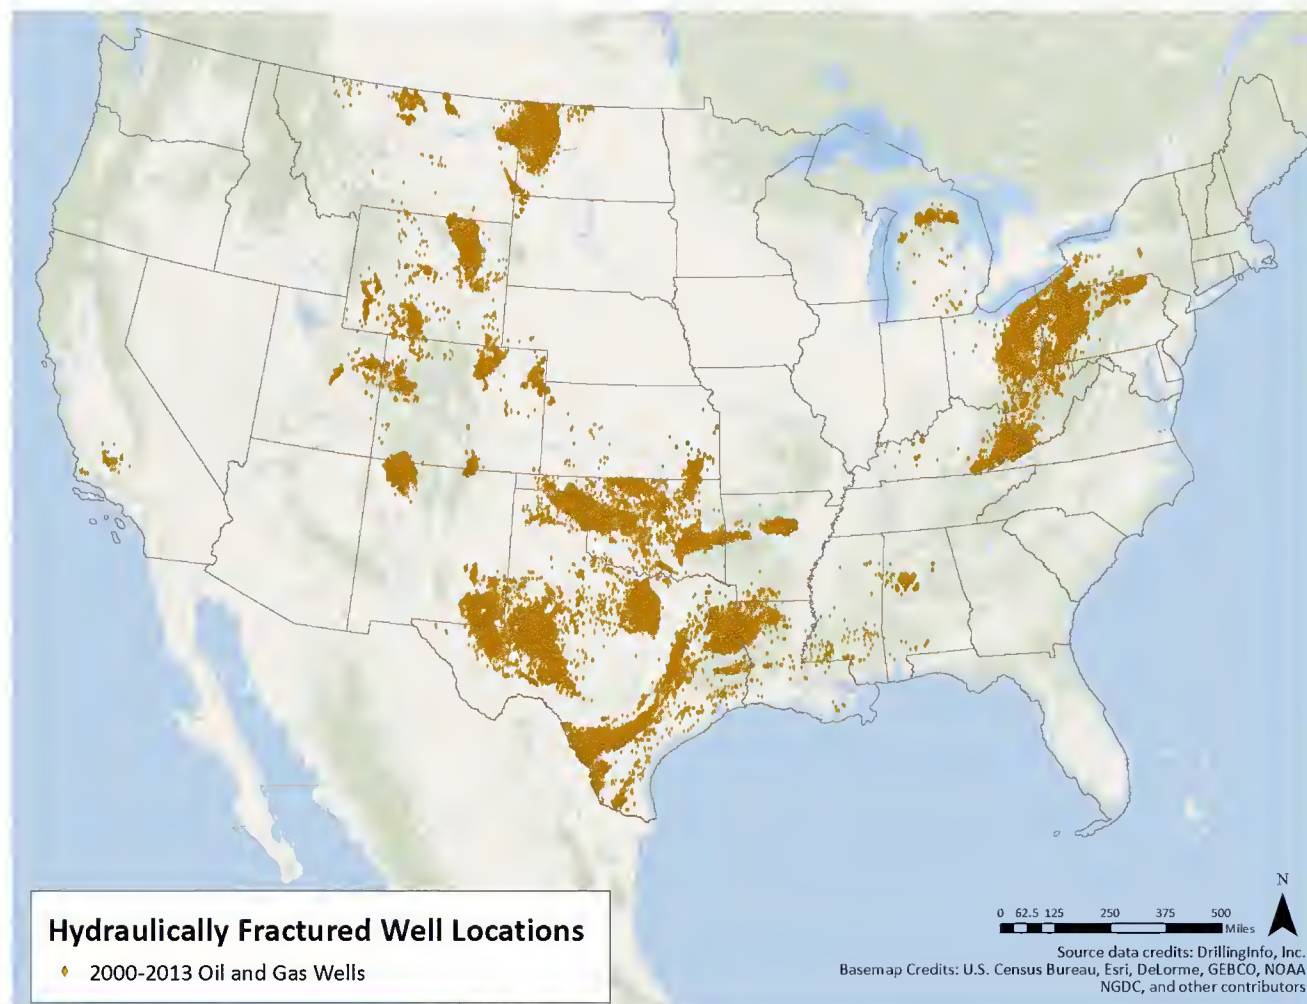 Hydraulically Fractured Well Locations
2000-2013 Oil and Gas Wells
N
0 62.5 125 250 375 500
Miles
Source data credits: DrillingInfo, Inc.
Basemap Credits: U.S. Census Bureau, Esri, DeLorme, GEBCO, NOAA
NGDC, and other contributors